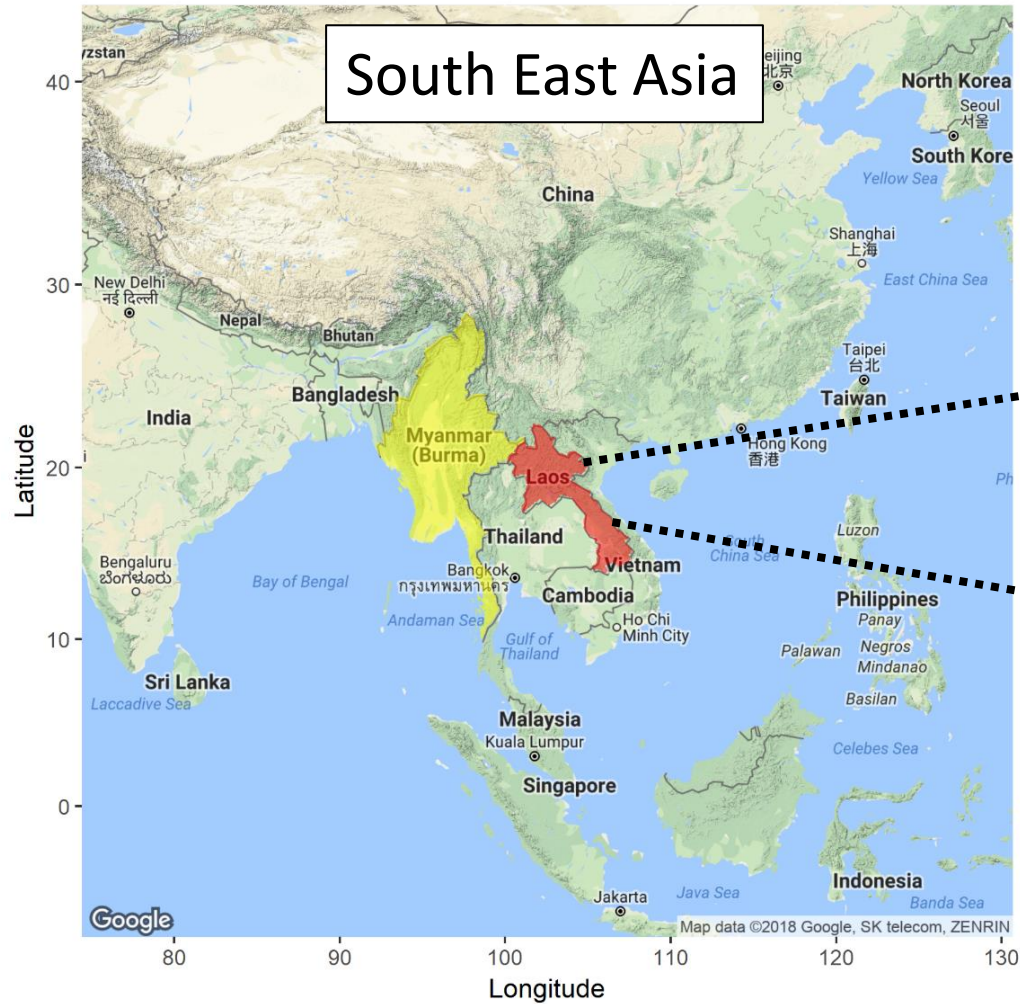 South East Asia
yzstan
eijing
北京
40
North Korea
Seoul
서울
South Kore
Yellow Sea
China
Shanghai
上海
30
New Delhi
नई दिल्ली
East China Sea
Nepal
Bhutan
Taipei
台北
Bangladesh
Taiwan
India
Myanmar
(Burma)
Hong Kong
香港
Latitude
20
i
Laos
Ph
Luzon
Thailand
South
China Sea
Bengaluru
ಬೆಂಗಳೂರು
Vietnam
Bay of Bengal
Bangkok
กรุงเทพมหานคร
Cambodia
Philippines
Andaman Sea
Ho Chi
Minh City
Panay
10
Gulf of
Thailand
Palawan
Negros
Mindanao
Sri Lanka
Laccadive Sea
Basilan
Malaysia
Kuala Lumpur
Celebes Sea
Singapore
0
Indonesia
Jakarta
Java Sea
Banda Sea
Google
Map data ©2018 Google, SK telecom, ZENRIN
80
90
100
110
120
130
Longitude